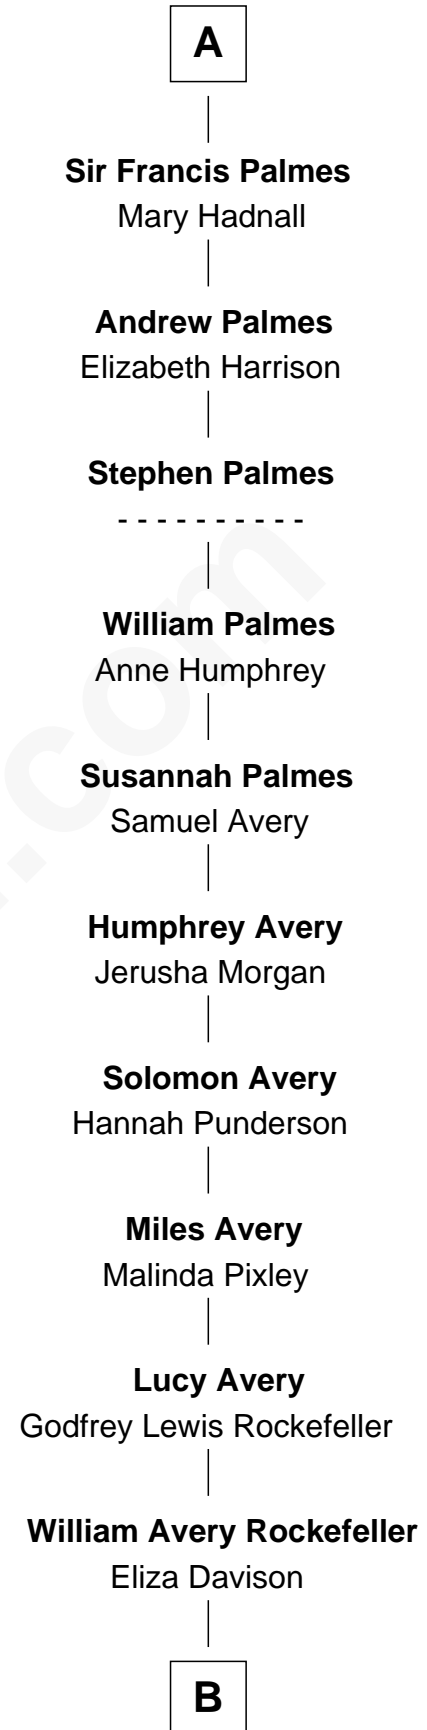 A
Sir Francis Palmes
Mary Hadnall
Andrew Palmes
Elizabeth Harrison
Stephen Palmes
- - - - - - - - - -
William Palmes
Anne Humphrey
Susannah Palmes
Samuel Avery
Humphrey Avery
Jerusha Morgan
Solomon Avery
Hannah Punderson
Miles Avery
Malinda Pixley
Lucy Avery
Godfrey Lewis Rockefeller
William Avery Rockefeller
Eliza Davison
B
.com